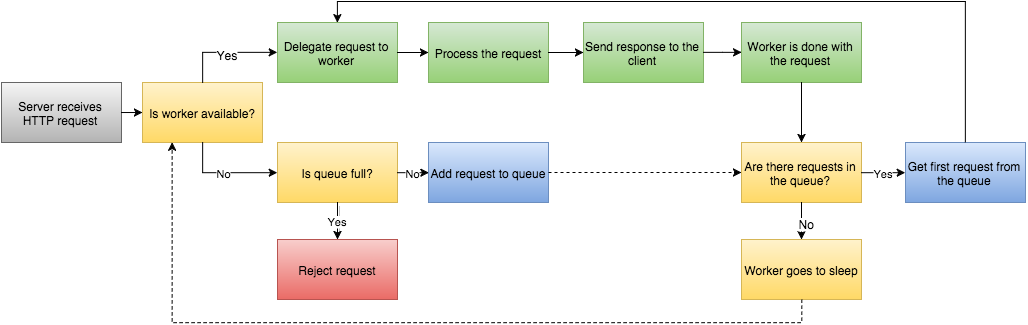 Server receives
HTTP request
Is worker available?
Yes
Delegate request to
worker
Process the request
Send response to the
client
Worker is done with
the request
No
Is queue full?
No
Add request to queue
Are there requests in
the queue?
Yes
Get first request from
the queue
Yes
Reject request
No
Worker goes to sleep